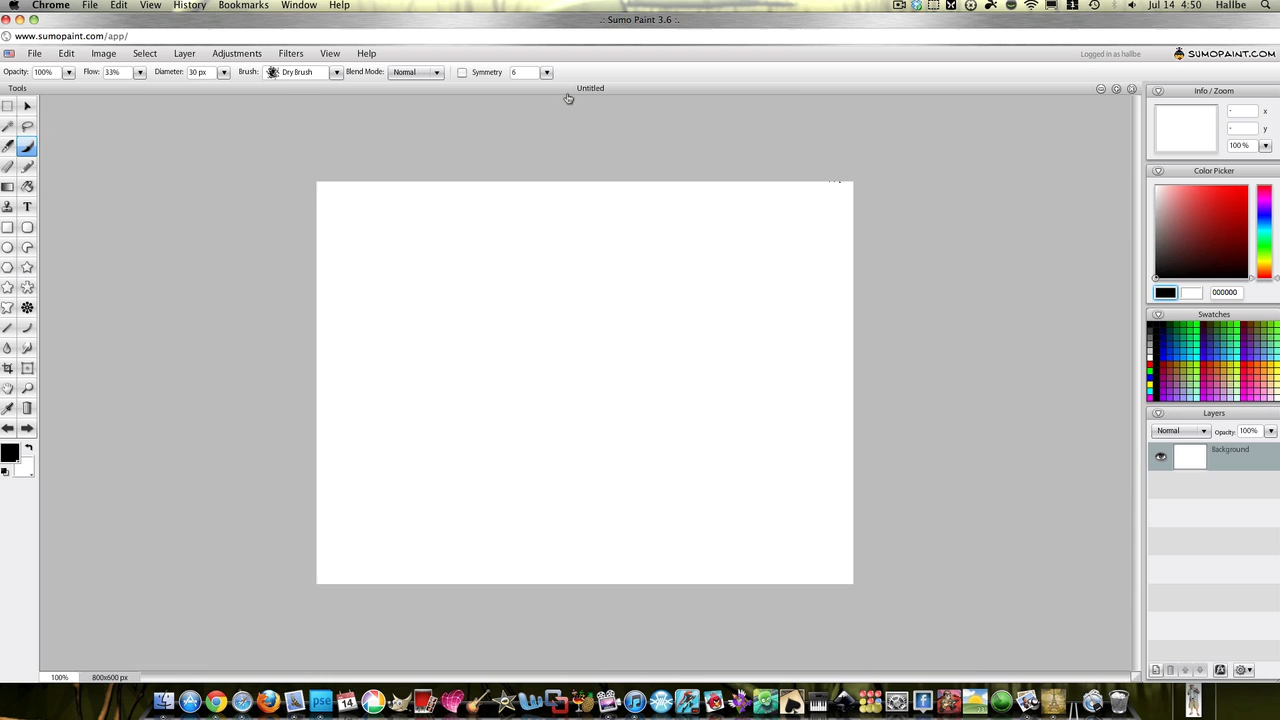 Chrome File Edit View History Bookmarks Window Help Jul 14 4:50 Hallbe
.: Sumo Paint 3.6 :.
www.sumopaint.com/app/
File Edit Image Select Layer Adjustments Filters View Help Logged in as hallbe SUMOPAINT.COM
Opacity: 100% Flow: 33% Diameter: 30 px Brush: Dry Brush Blend Mode: Normal Symmetry 6
Tools Untitled
Info / Zoom
- x
- y
100 %
Color Picker
T
000000
Swatches
Layers
Normal Opacity: 100%
Background
100% 800x600 px
pse
14